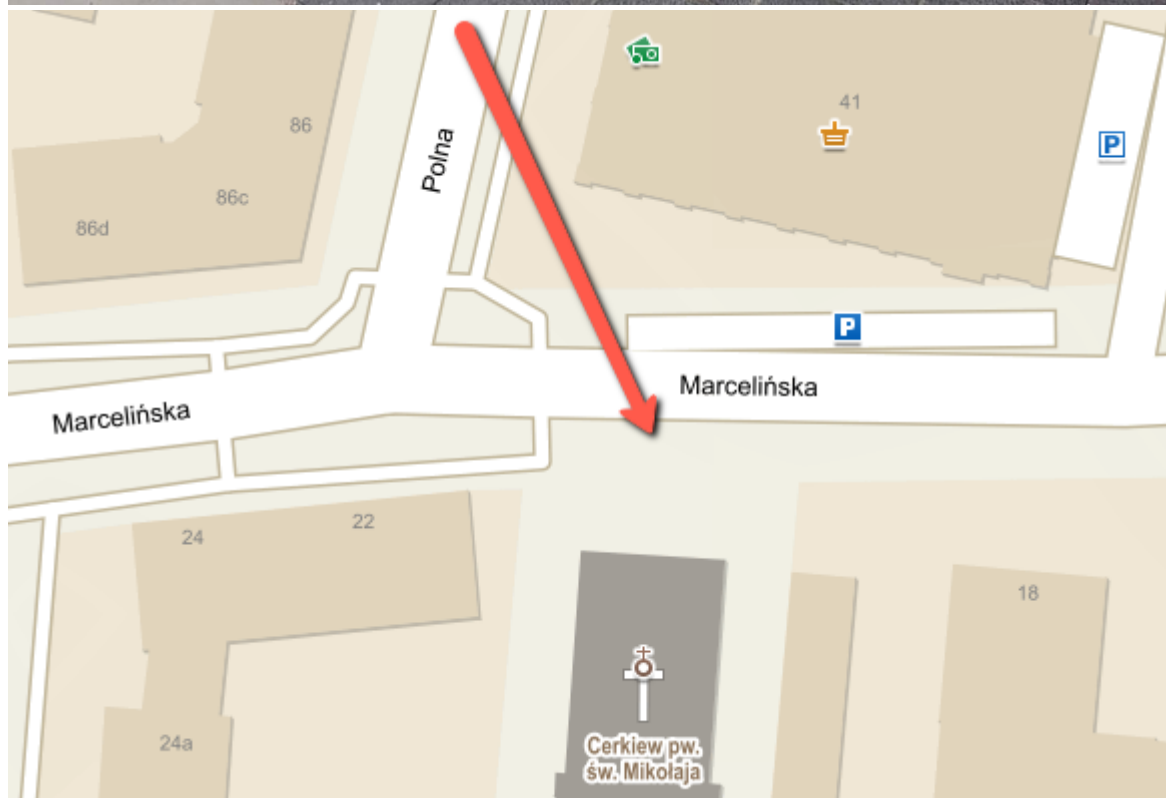 41
86
Polna
P
86c
86d
P
Marcelińska
Marcelińska
22
24
18
24a
Cerkiew pw.
św. Mikołaja